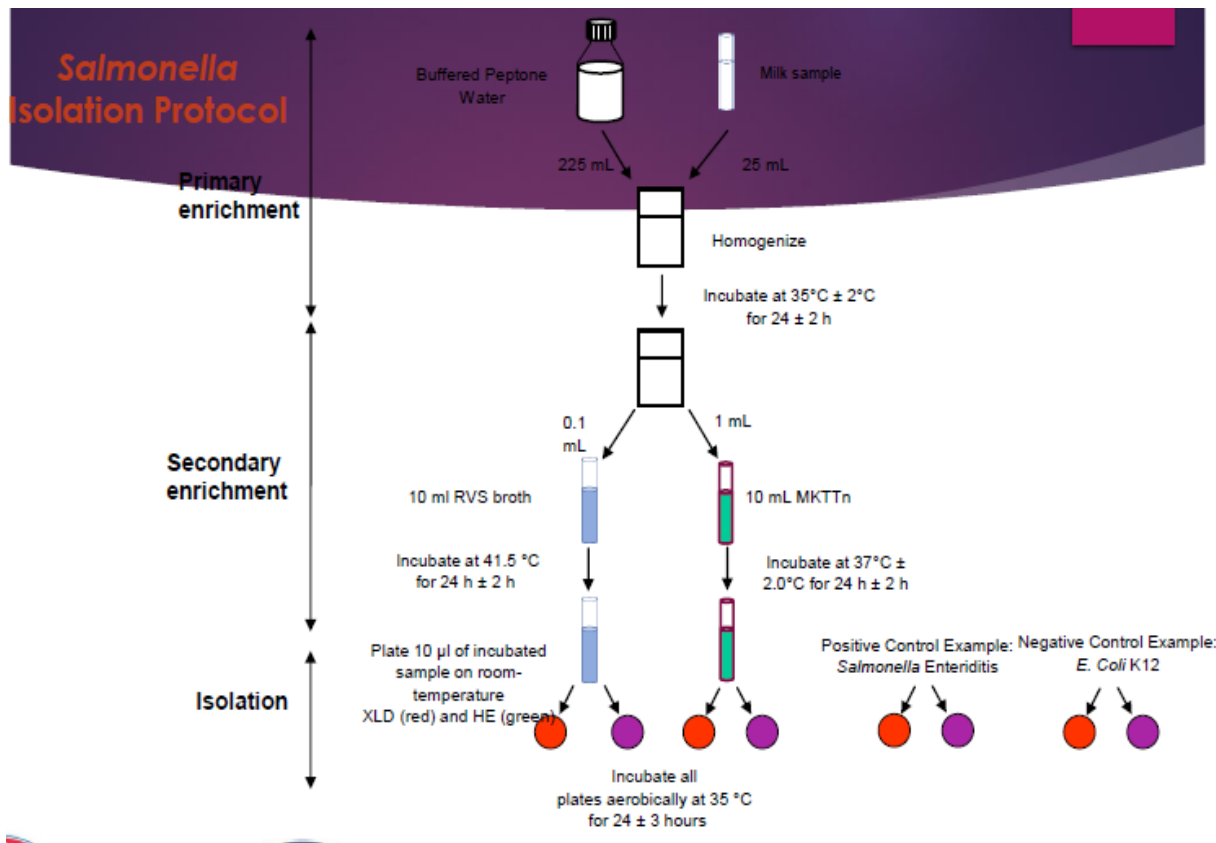 Salmonella
Isolation Protocol
Buffered Peptone
Water
Milk sample
225 mL
25 mL
Primary
enrichment
Homogenize
Incubate at 35°C ± 2°C
for 24 ± 2 h
0.1
mL
1 mL
Secondary
enrichment
10 ml RVS broth
10 mL MKTTn
Incubate at 41.5 °C
for 24 h ± 2 h
Incubate at 37°C ±
2.0°C for 24 h ± 2 h
Isolation
Plate 10 µl of incubated
sample on room-
temperature
XLD (red) and HE (green)
Positive Control Example:
Salmonella Enteriditis
Negative Control Example:
E. Coli K12
Incubate all
plates aerobically at 35 °C
for 24 ± 3 hours